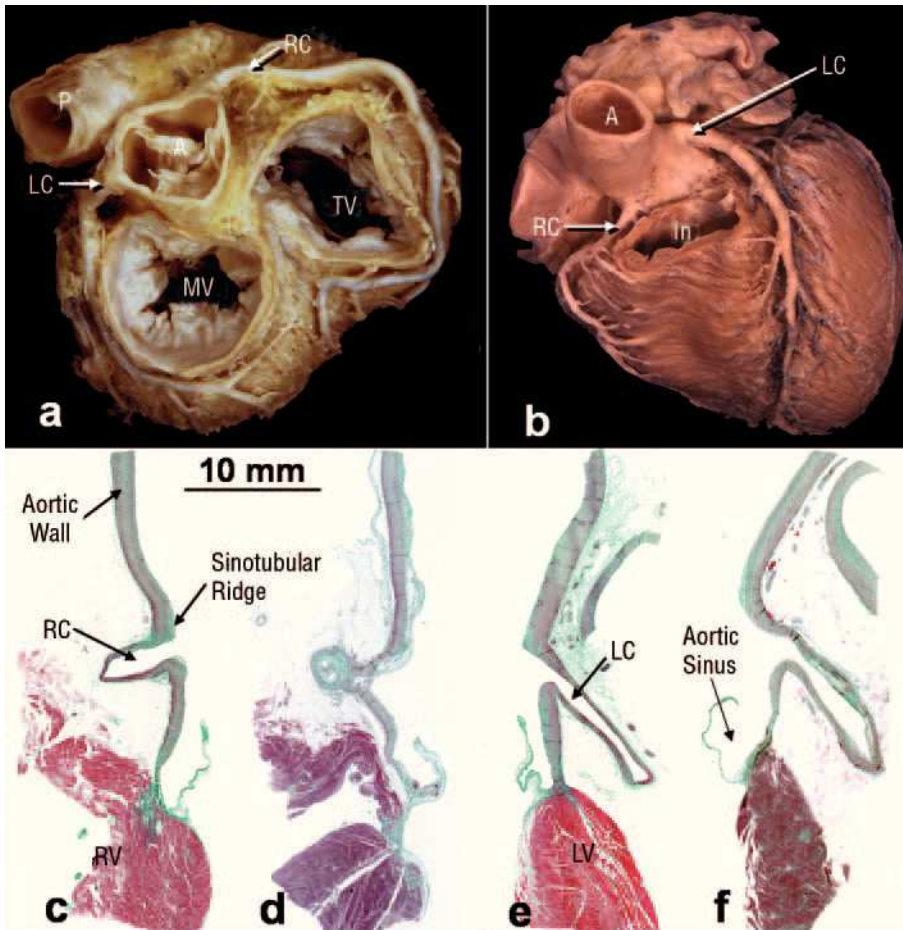 RC
P
A
LC
TV
MV
a
LC
A
RC
In
b
10 mm
Aortic
Wall
Sinotubular
Ridge
RC
RV
c
d
LC
LV
e
Aortic
Sinus
f